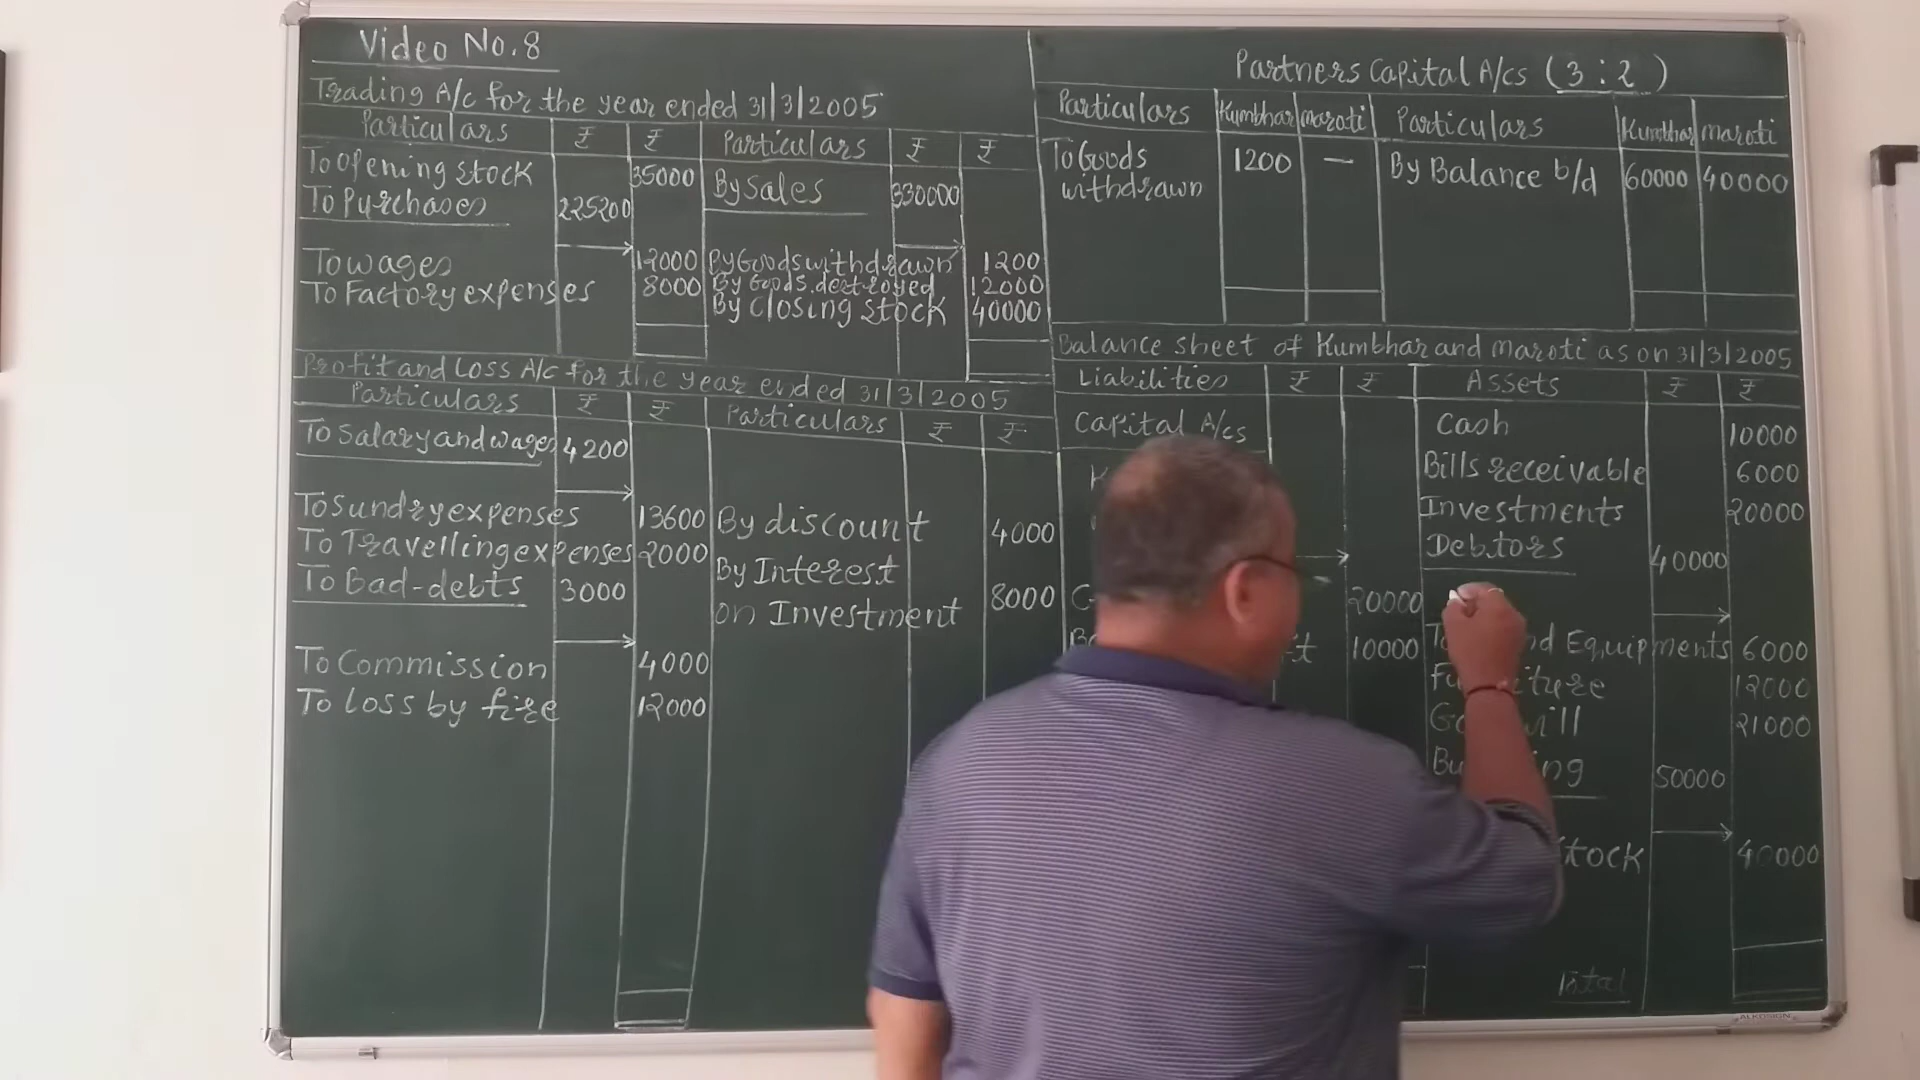 Video No.8
Trading A/c for the year ended 31/3/2005
Particulars ₹ ₹ Particulars ₹ ₹
To Opening stock 35000 By Sales 330000
To Purchases 225200
To wages 12000 By Goods withdrawn 1200
To Factory expenses 8000 By Goods destroyed 12000
By Closing stock 40000
Profit and Loss A/c for the year ended 31/3/2005
Particulars ₹ ₹ Particulars ₹ ₹
To Salary and wages 4200
To Sundry expenses 13600 By discount 4000
To Travelling expenses 2000 By Interest
To Bad-debts 3000 on Investment 8000
To Commission 4000
To Loss by fire 12000
Partners Capital A/cs (3:2)
Particulars Kumbhar maroti Particulars Kumbhar maroti
To Goods 1200 — By Balance b/d 60000 40000
withdrawn
Balance sheet of Kumbhar and maroti as on 31/3/2005
Liabilities ₹ ₹ Assets ₹ ₹
Capital A/cs Cash 10000
Bills receivable 6000
Investments 20000
Debtors 40000
20000
10000 Equipments 6000
12000
21000
50000
stock 40000
Total
ALKOSIGN